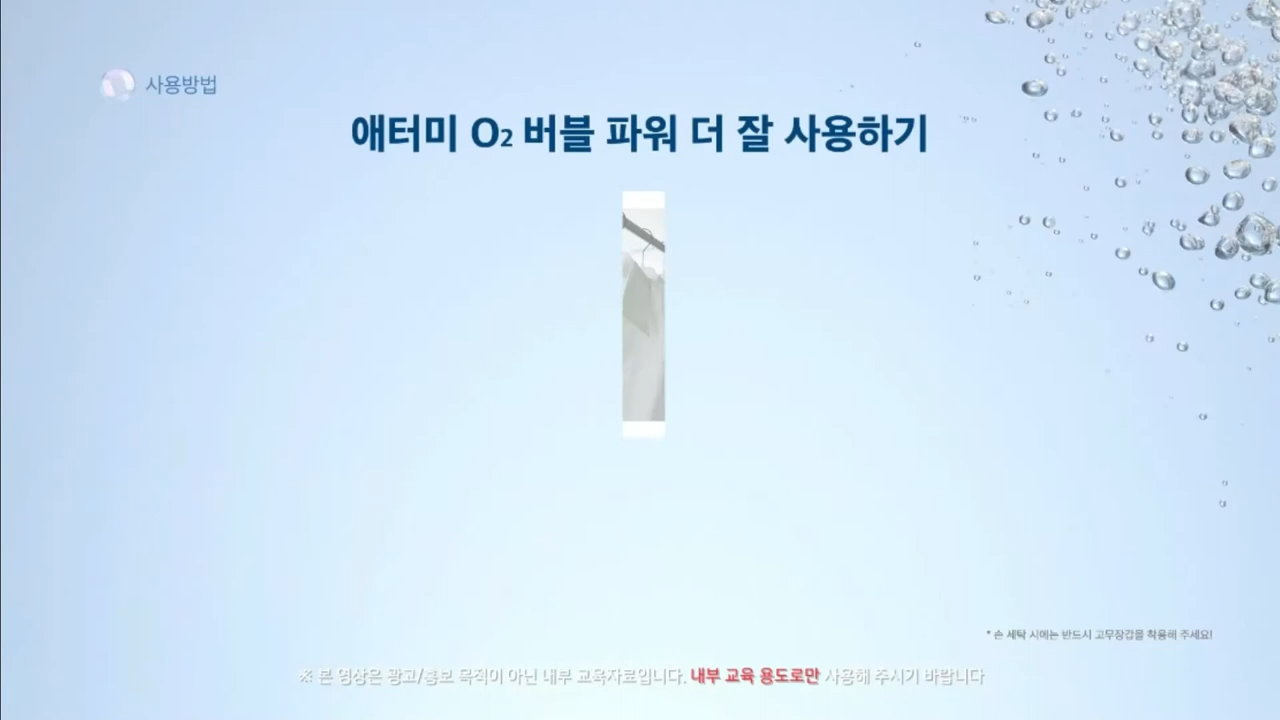 사용방법
애터미 O₂ 버블 파워 더 잘 사용하기
* 손 세탁 시에는 반드시 고무장갑을 착용해 주세요!
※ 본 영상은 광고/홍보 목적이 아닌 내부 교육자료입니다. 내부 교육 용도로만 사용해 주시기 바랍니다